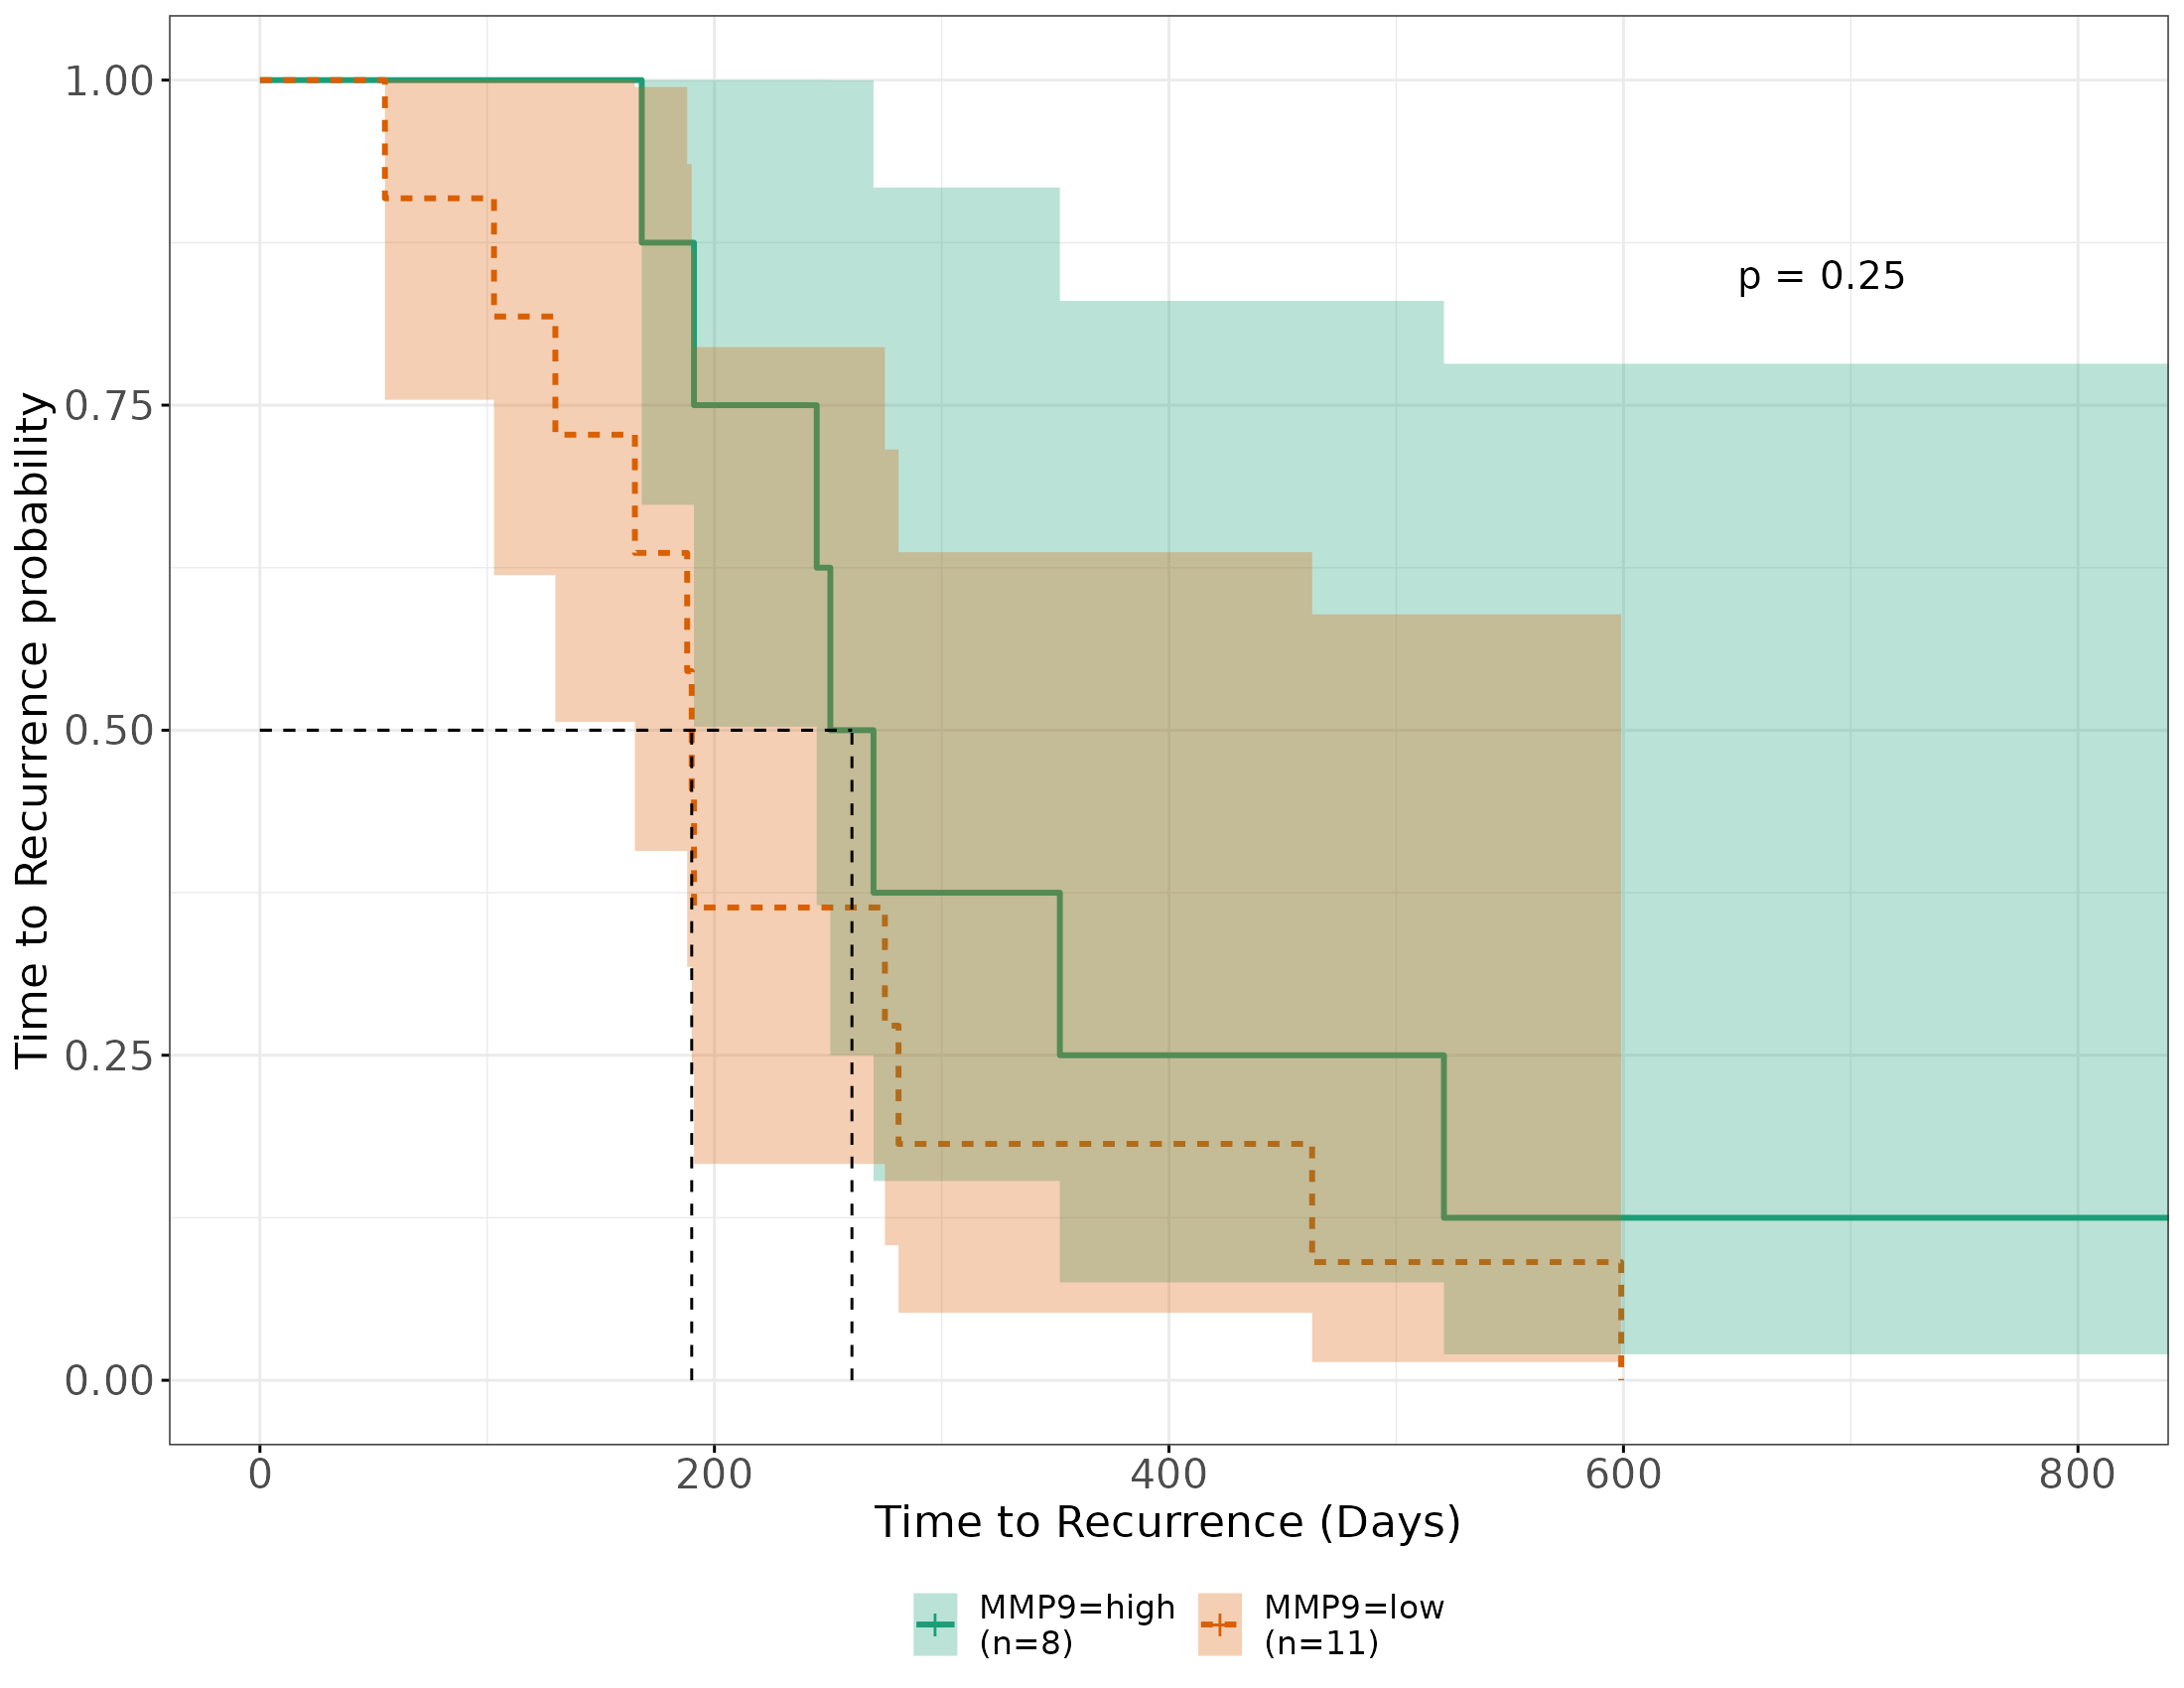 Time to Recurrence probability
1.00
0.75
0.50
0.25
0.00
p = 0.25
0 200 400 600 800
Time to Recurrence (Days)
MMP9=high
(n=8)
MMP9=low
(n=11)